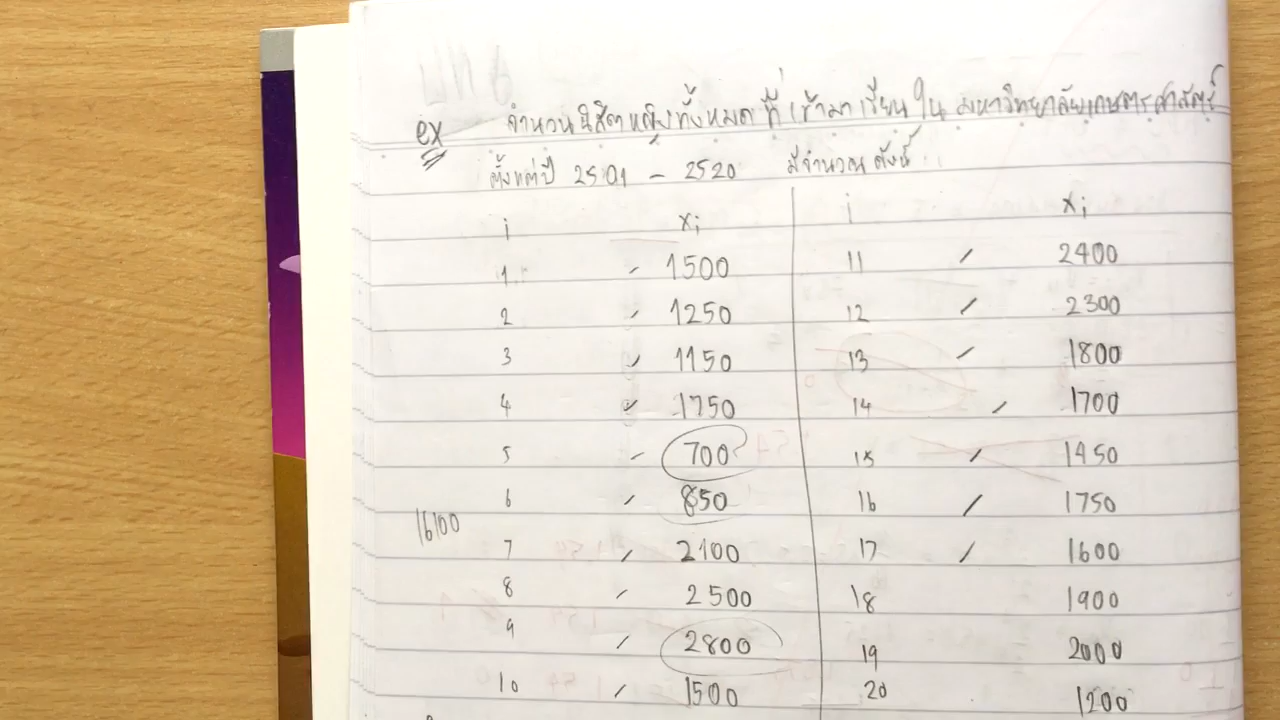 ex จำนวนนิสิตหญิงทั้งหมดที่เข้ามาเรียนใน มหาวิทยาลัยเกษตรศาสตร์
ตั้งแต่ปี 2501 - 2520 มีจำนวน ดังนี้
i xi i xi
1 1500 11 2400
2 1250 12 2300
3 1150 13 1800
4 1750 14 1700
5 700 15 1450
6 850 16 1750
16100
7 2100 17 1600
8 2500 18 1900
9 2800 19 2000
10 1500 20 1200